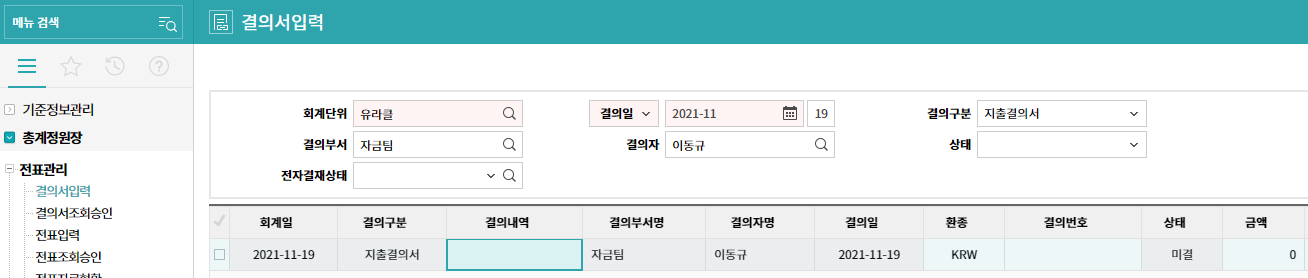 메뉴 검색
결의서입력
기준정보관리
총계정원장
전표관리
결의서입력
결의서조회승인
전표입력
전표조회승인
회계단위 유라클 결의일 2021-11 19 결의구분 지출결의서
결의부서 자금팀 결의자 이동규 상태
전자결재상태
회계일 결의구분 결의내역 결의부서명 결의자명 결의일 환종 결의번호 상태 금액
2021-11-19 지출결의서 자금팀 이동규 2021-11-19 KRW 미결 0